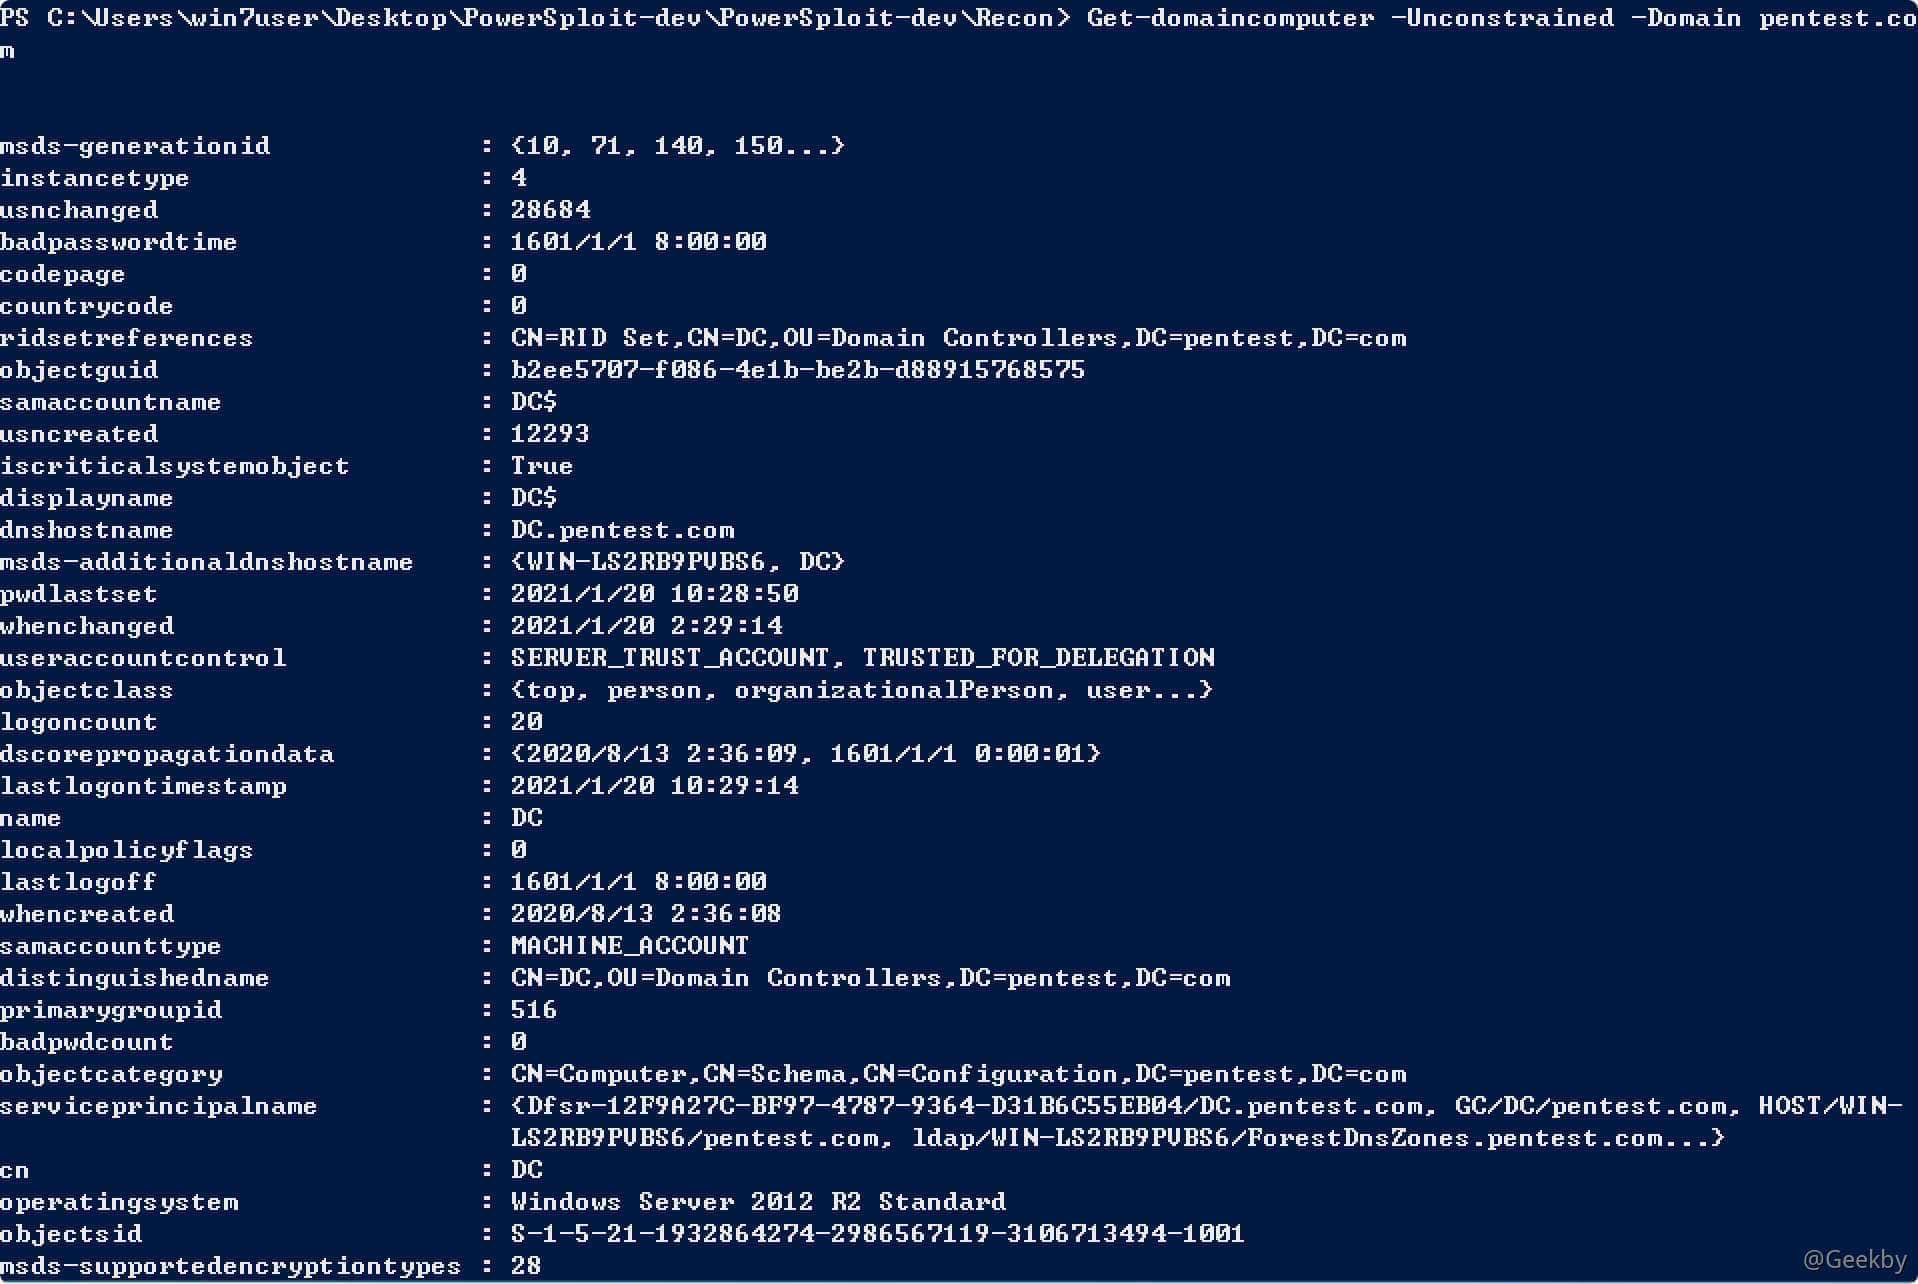 PS C:\Users\win7user\Desktop\PowerSploit-dev\PowerSploit-dev\Recon> Get-domaincomputer -Unconstrained -Domain pentest.co
m
msds-generationid : {10, 71, 140, 150...}
instancetype : 4
usnchanged : 28684
badpasswordtime : 1601/1/1 8:00:00
codepage : 0
countrycode : 0
ridsetreferences : CN=RID Set,CN=DC,OU=Domain Controllers,DC=pentest,DC=com
objectguid : b2ee5707-f086-4e1b-be2b-d88915768575
samaccountname : DC$
usncreated : 12293
iscriticalsystemobject : True
displayname : DC$
dnshostname : DC.pentest.com
msds-additionaldnshostname : {WIN-LS2RB9PVBS6, DC}
pwdlastset : 2021/1/20 10:28:50
whenchanged : 2021/1/20 2:29:14
useraccountcontrol : SERVER_TRUST_ACCOUNT, TRUSTED_FOR_DELEGATION
objectclass : {top, person, organizationalPerson, user...}
logoncount : 20
dscorepropagationdata : {2020/8/13 2:36:09, 1601/1/1 0:00:01}
lastlogontimestamp : 2021/1/20 10:29:14
name : DC
localpolicyflags : 0
lastlogoff : 1601/1/1 8:00:00
whencreated : 2020/8/13 2:36:08
samaccounttype : MACHINE_ACCOUNT
distinguishedname : CN=DC,OU=Domain Controllers,DC=pentest,DC=com
primarygroupid : 516
badpwdcount : 0
objectcategory : CN=Computer,CN=Schema,CN=Configuration,DC=pentest,DC=com
serviceprincipalname : {Dfsr-12F9A27C-BF97-4787-9364-D31B6C55EB04/DC.pentest.com, GC/DC/pentest.com, HOST/WIN-
LS2RB9PVBS6/pentest.com, ldap/WIN-LS2RB9PVBS6/ForestDnsZones.pentest.com...}
cn : DC
operatingsystem : Windows Server 2012 R2 Standard
objectsid : S-1-5-21-1932864274-2986567119-3106713494-1001
msds-supportedencryptiontypes : 28
@Geekby